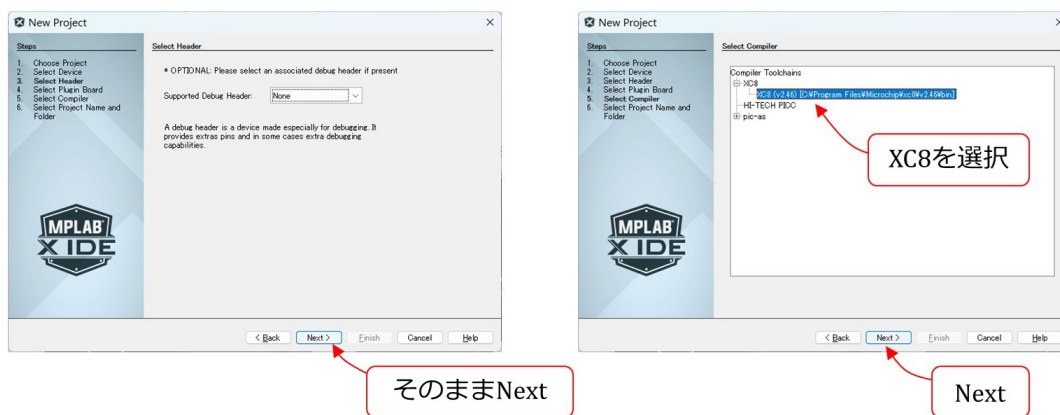 New Project
Steps
1. Choose Project
2. Select Device
3. Select Header
4. Select Plugin Board
5. Select Compiler
6. Select Project Name and
Folder
Select Header
* OPTIONAL: Please select an associated debug header if present
Supported Debug Header: None
A debug header is a device made especially for debugging. It
provides extras pins and in some cases extra debugging
capabilities.
MPLAB
X IDE
< Back Next > Finish Cancel Help
そのままNext
New Project
Steps
1. Choose Project
2. Select Device
3. Select Header
4. Select Plugin Board
5. Select Compiler
6. Select Project Name and
Folder
Select Compiler
Compiler Toolchains
XC8
XC8 (v2.46) [C:¥Program Files¥Microchip¥xc8¥v2.46¥bin]
HI-TECH PICC
pic-as
XC8を選択
MPLAB
X IDE
< Back Next > Finish Cancel Help
Next